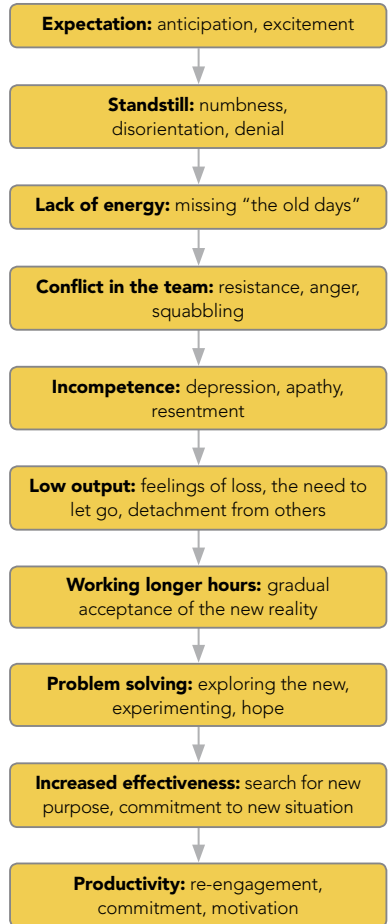 Expectation: anticipation, excitement
Standstill: numbness,
disorientation, denial
Lack of energy: missing “the old days”
Conflict in the team: resistance, anger,
squabbling
Incompetence: depression, apathy,
resentment
Low output: feelings of loss, the need to
let go, detachment from others
Working longer hours: gradual
acceptance of the new reality
Problem solving: exploring the new,
experimenting, hope
Increased effectiveness: search for new
purpose, commitment to new situation
Productivity: re-engagement,
commitment, motivation